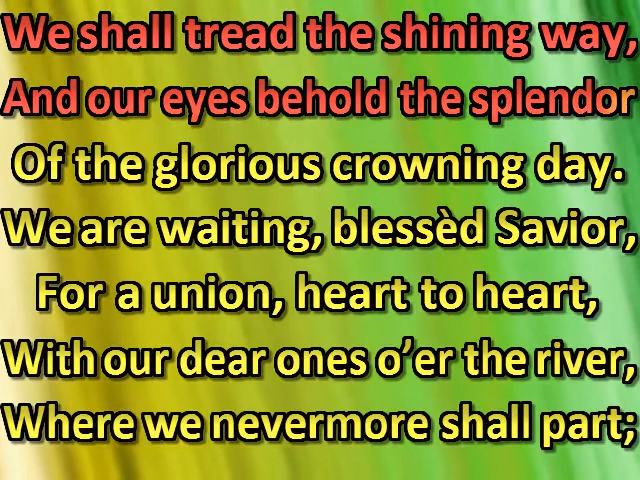 We shall tread the shining way,
And our eyes behold the splendor
Of the glorious crowning day.
We are waiting, blessèd Savior,
For a union, heart to heart,
With our dear ones o’er the river,
Where we nevermore shall part;